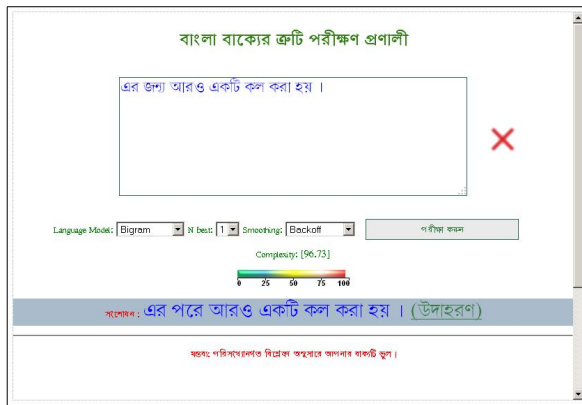 বাংলা বাক্যের ত্রুটি পরীক্ষণ প্রণালী
এর জন্য আরও একটি কল করা হয় ।
Language Model: Bigram N best: 1 Smoothing: Backoff পরীক্ষা করুন
Complexity: [96.73]
0 25 50 75 100
সংশোধন : এর পরে আরও একটি কল করা হয় । (উদাহরণ)
মন্তব্য: পরিসংখ্যানগত বিশ্লেষণ অনুসারে আপনার বাক্যটি ভুল।